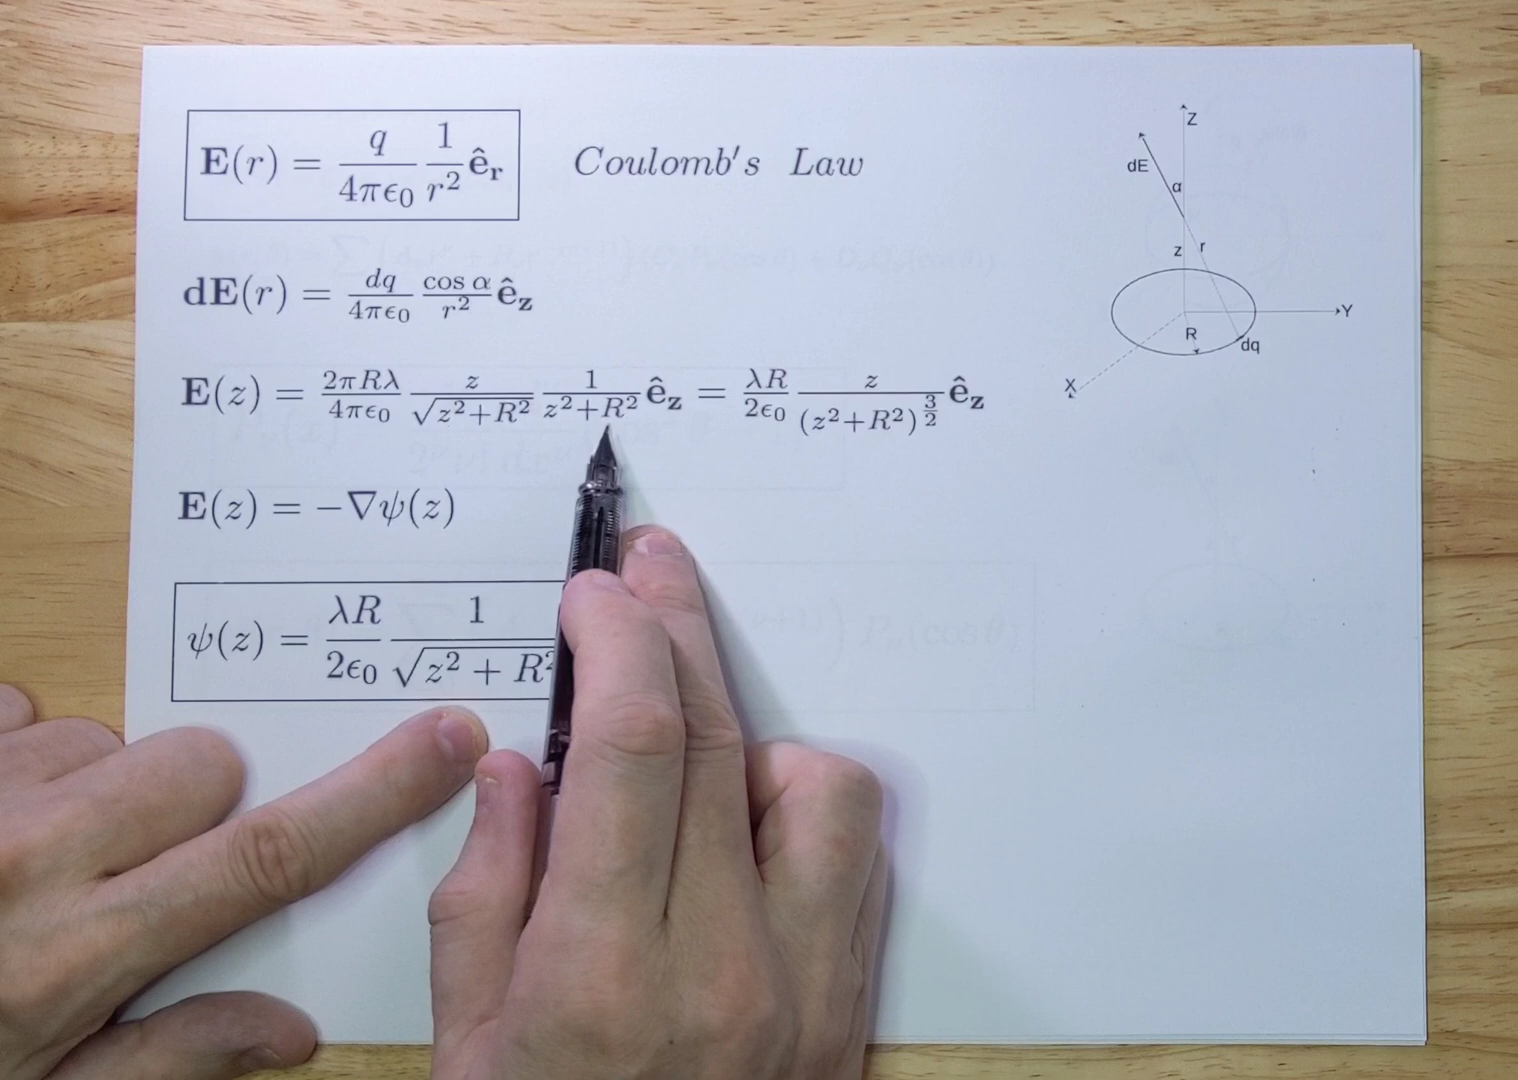 E(r) = q/(4πϵ₀) 1/r² ê_r Coulomb's Law
dE(r) = dq/(4πϵ₀) cos α/r² ê_z
E(z) = 2πRλ/(4πϵ₀) z/√(z²+R²) 1/(z²+R²) ê_z = λR/(2ϵ₀) z/(z²+R²)^(3/2) ê_z
E(z) = −∇ψ(z)
ψ(z) = λR/(2ϵ₀) 1/√(z² + R²
Z
dE
α
z r
Y
R
dq
X